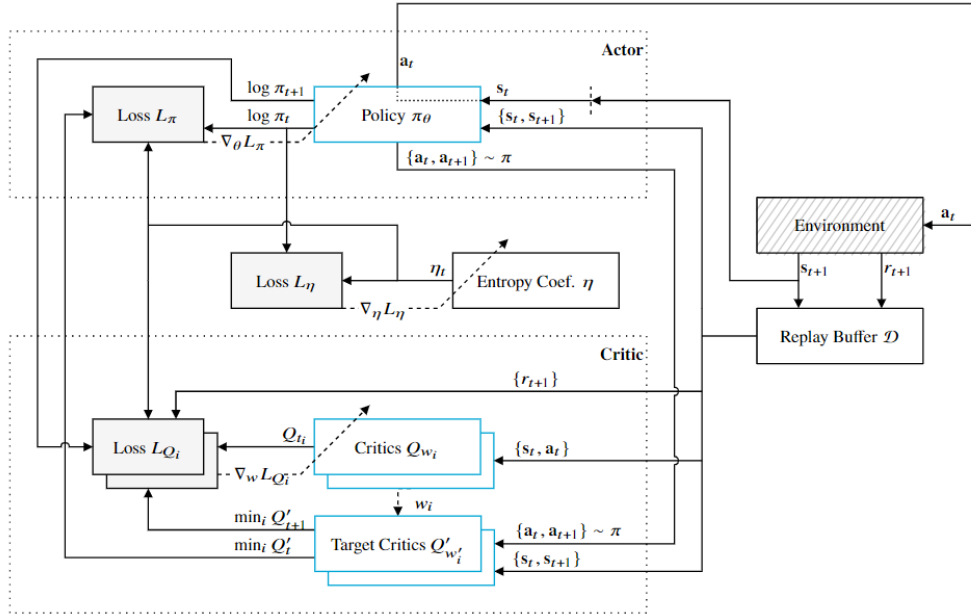 Actor
a_t
log π_{t+1}
s_t
Loss L_π
log π_t
Policy π_θ
{s_t, s_{t+1}}
∇_θ L_π
{a_t, a_{t+1}} ~ π
Environment
a_t
s_{t+1}
r_{t+1}
Loss L_η
η_t
Entropy Coef. η
∇_η L_η
Replay Buffer 𝒟
Critic
{r_{t+1}}
Loss L_{Q_i}
Q_{t_i}
Critics Q_{w_i}
{s_t, a_t}
∇_w L_{Q_i}
w_i
min_i Q'_{t+1}
min_i Q'_t
Target Critics Q'_{w'_i}
{a_t, a_{t+1}} ~ π
{s_t, s_{t+1}}